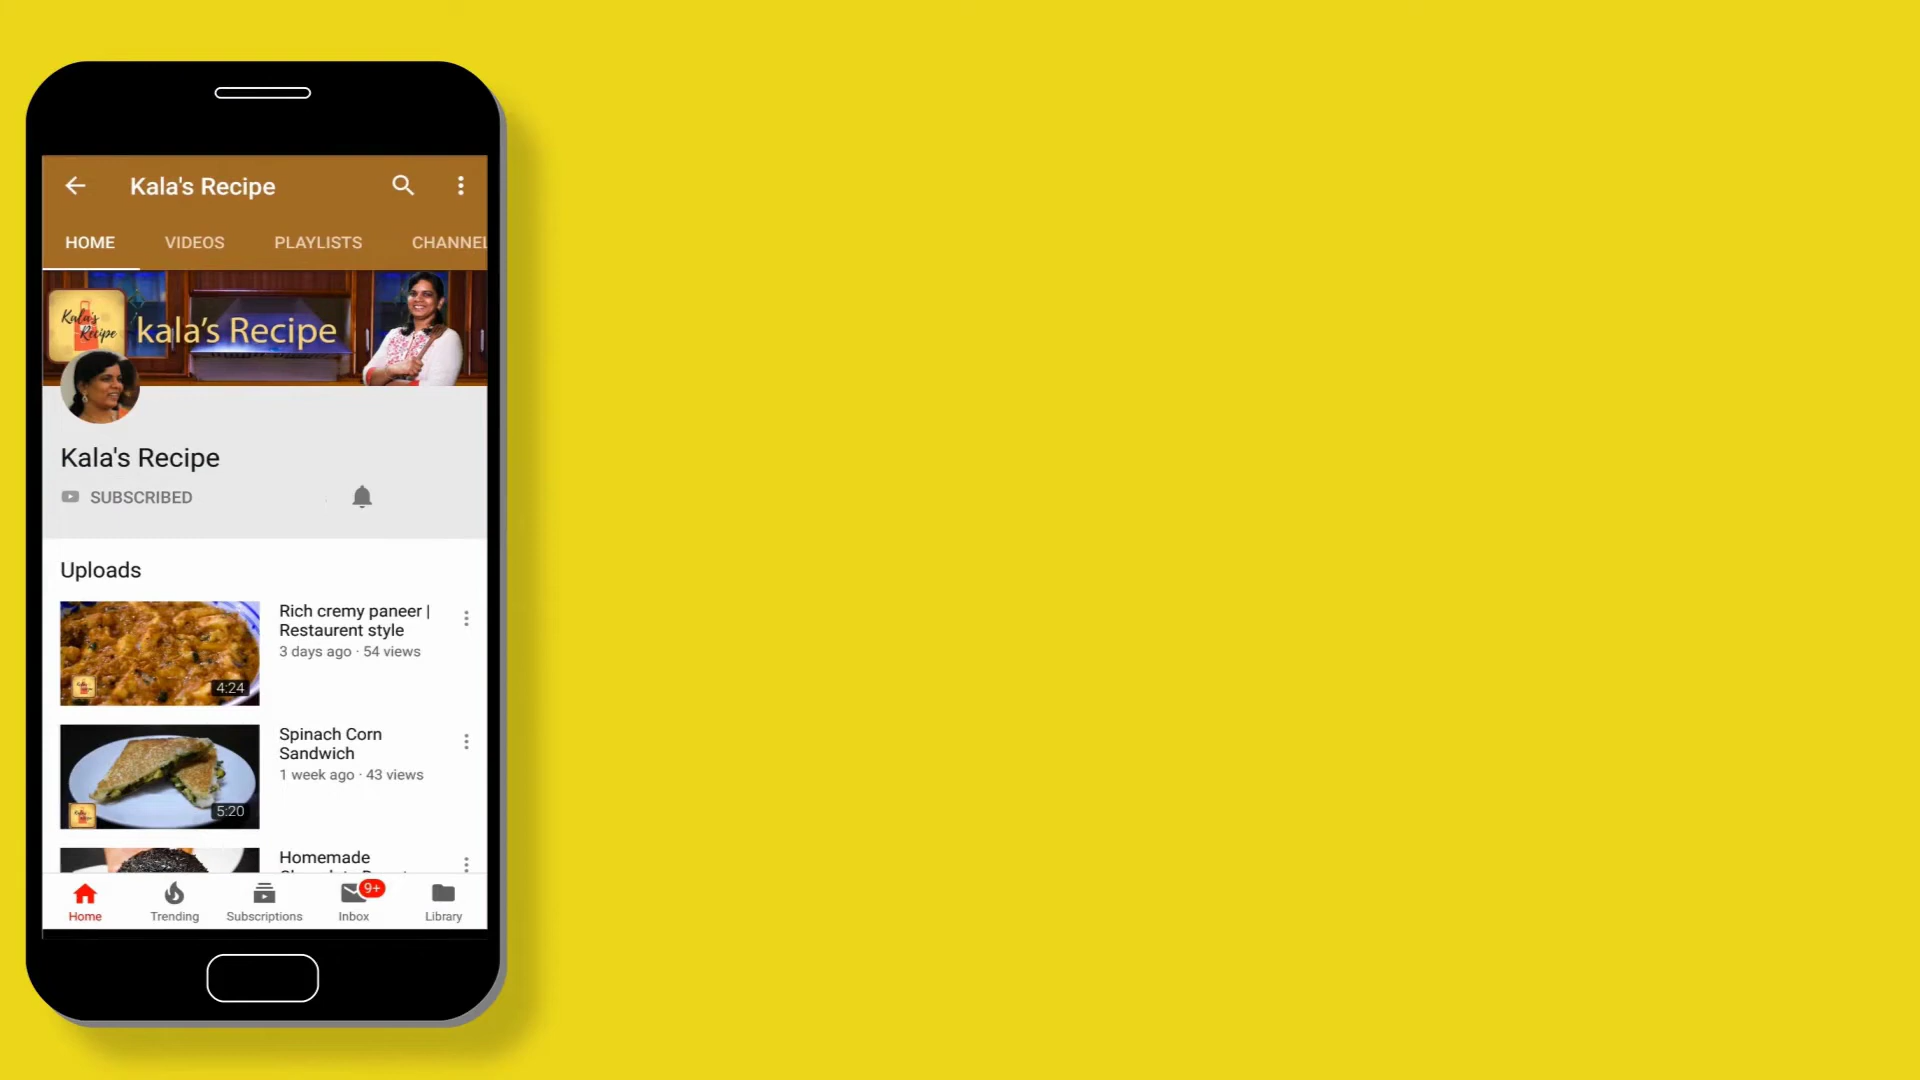 Kala's Recipe
HOME VIDEOS PLAYLISTS CHANNEL
Kala's
Recipe
kala's Recipe
Kala's Recipe
SUBSCRIBED
Uploads
Rich cremy paneer |
Restaurent style
3 days ago · 54 views
4:24
Spinach Corn
Sandwich
1 week ago · 43 views
5:20
Homemade
9+
Home Trending Subscriptions Inbox Library